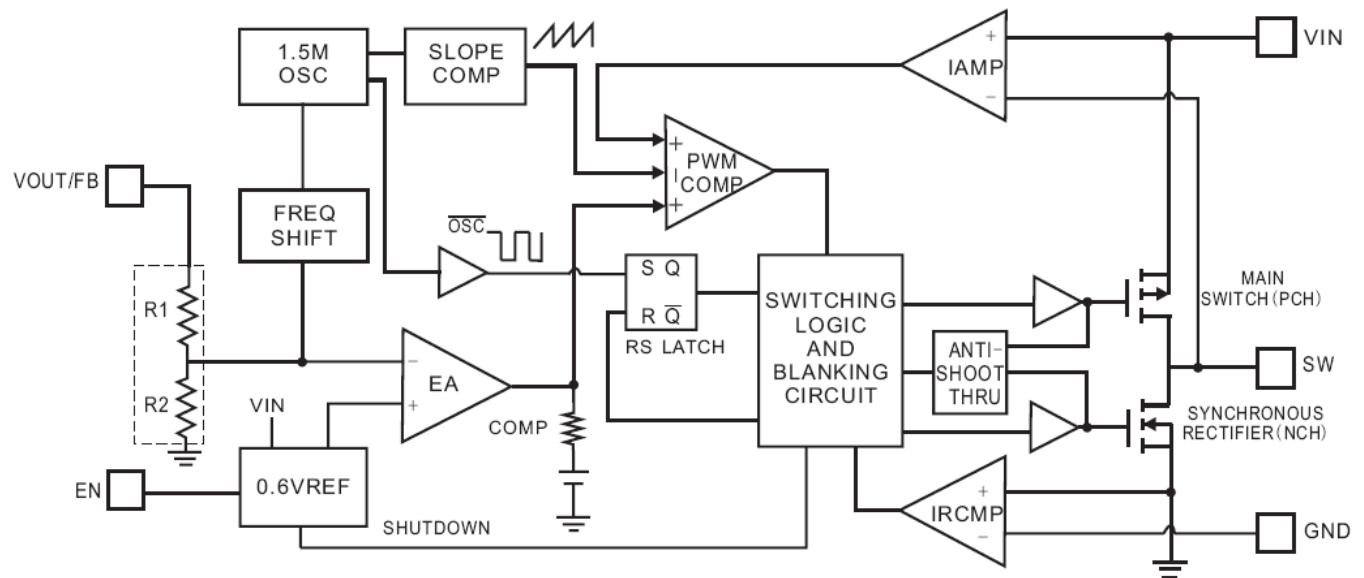 1.5M
OSC
SLOPE
COMP
+
IAMP
−
VIN
VOUT/FB
FREQ
SHIFT
+
PWM
−
COMP
+
OSC
S Q
R Q
RS LATCH
SWITCHING
LOGIC
AND
BLANKING
CIRCUIT
MAIN
SWITCH(PCH)
R1
R2
−
EA
+
ANTI-
SHOOT
THRU
SW
VIN
COMP
SYNCHRONOUS
RECTIFIER(NCH)
EN
0.6VREF
SHUTDOWN
+
IRCMP
−
GND